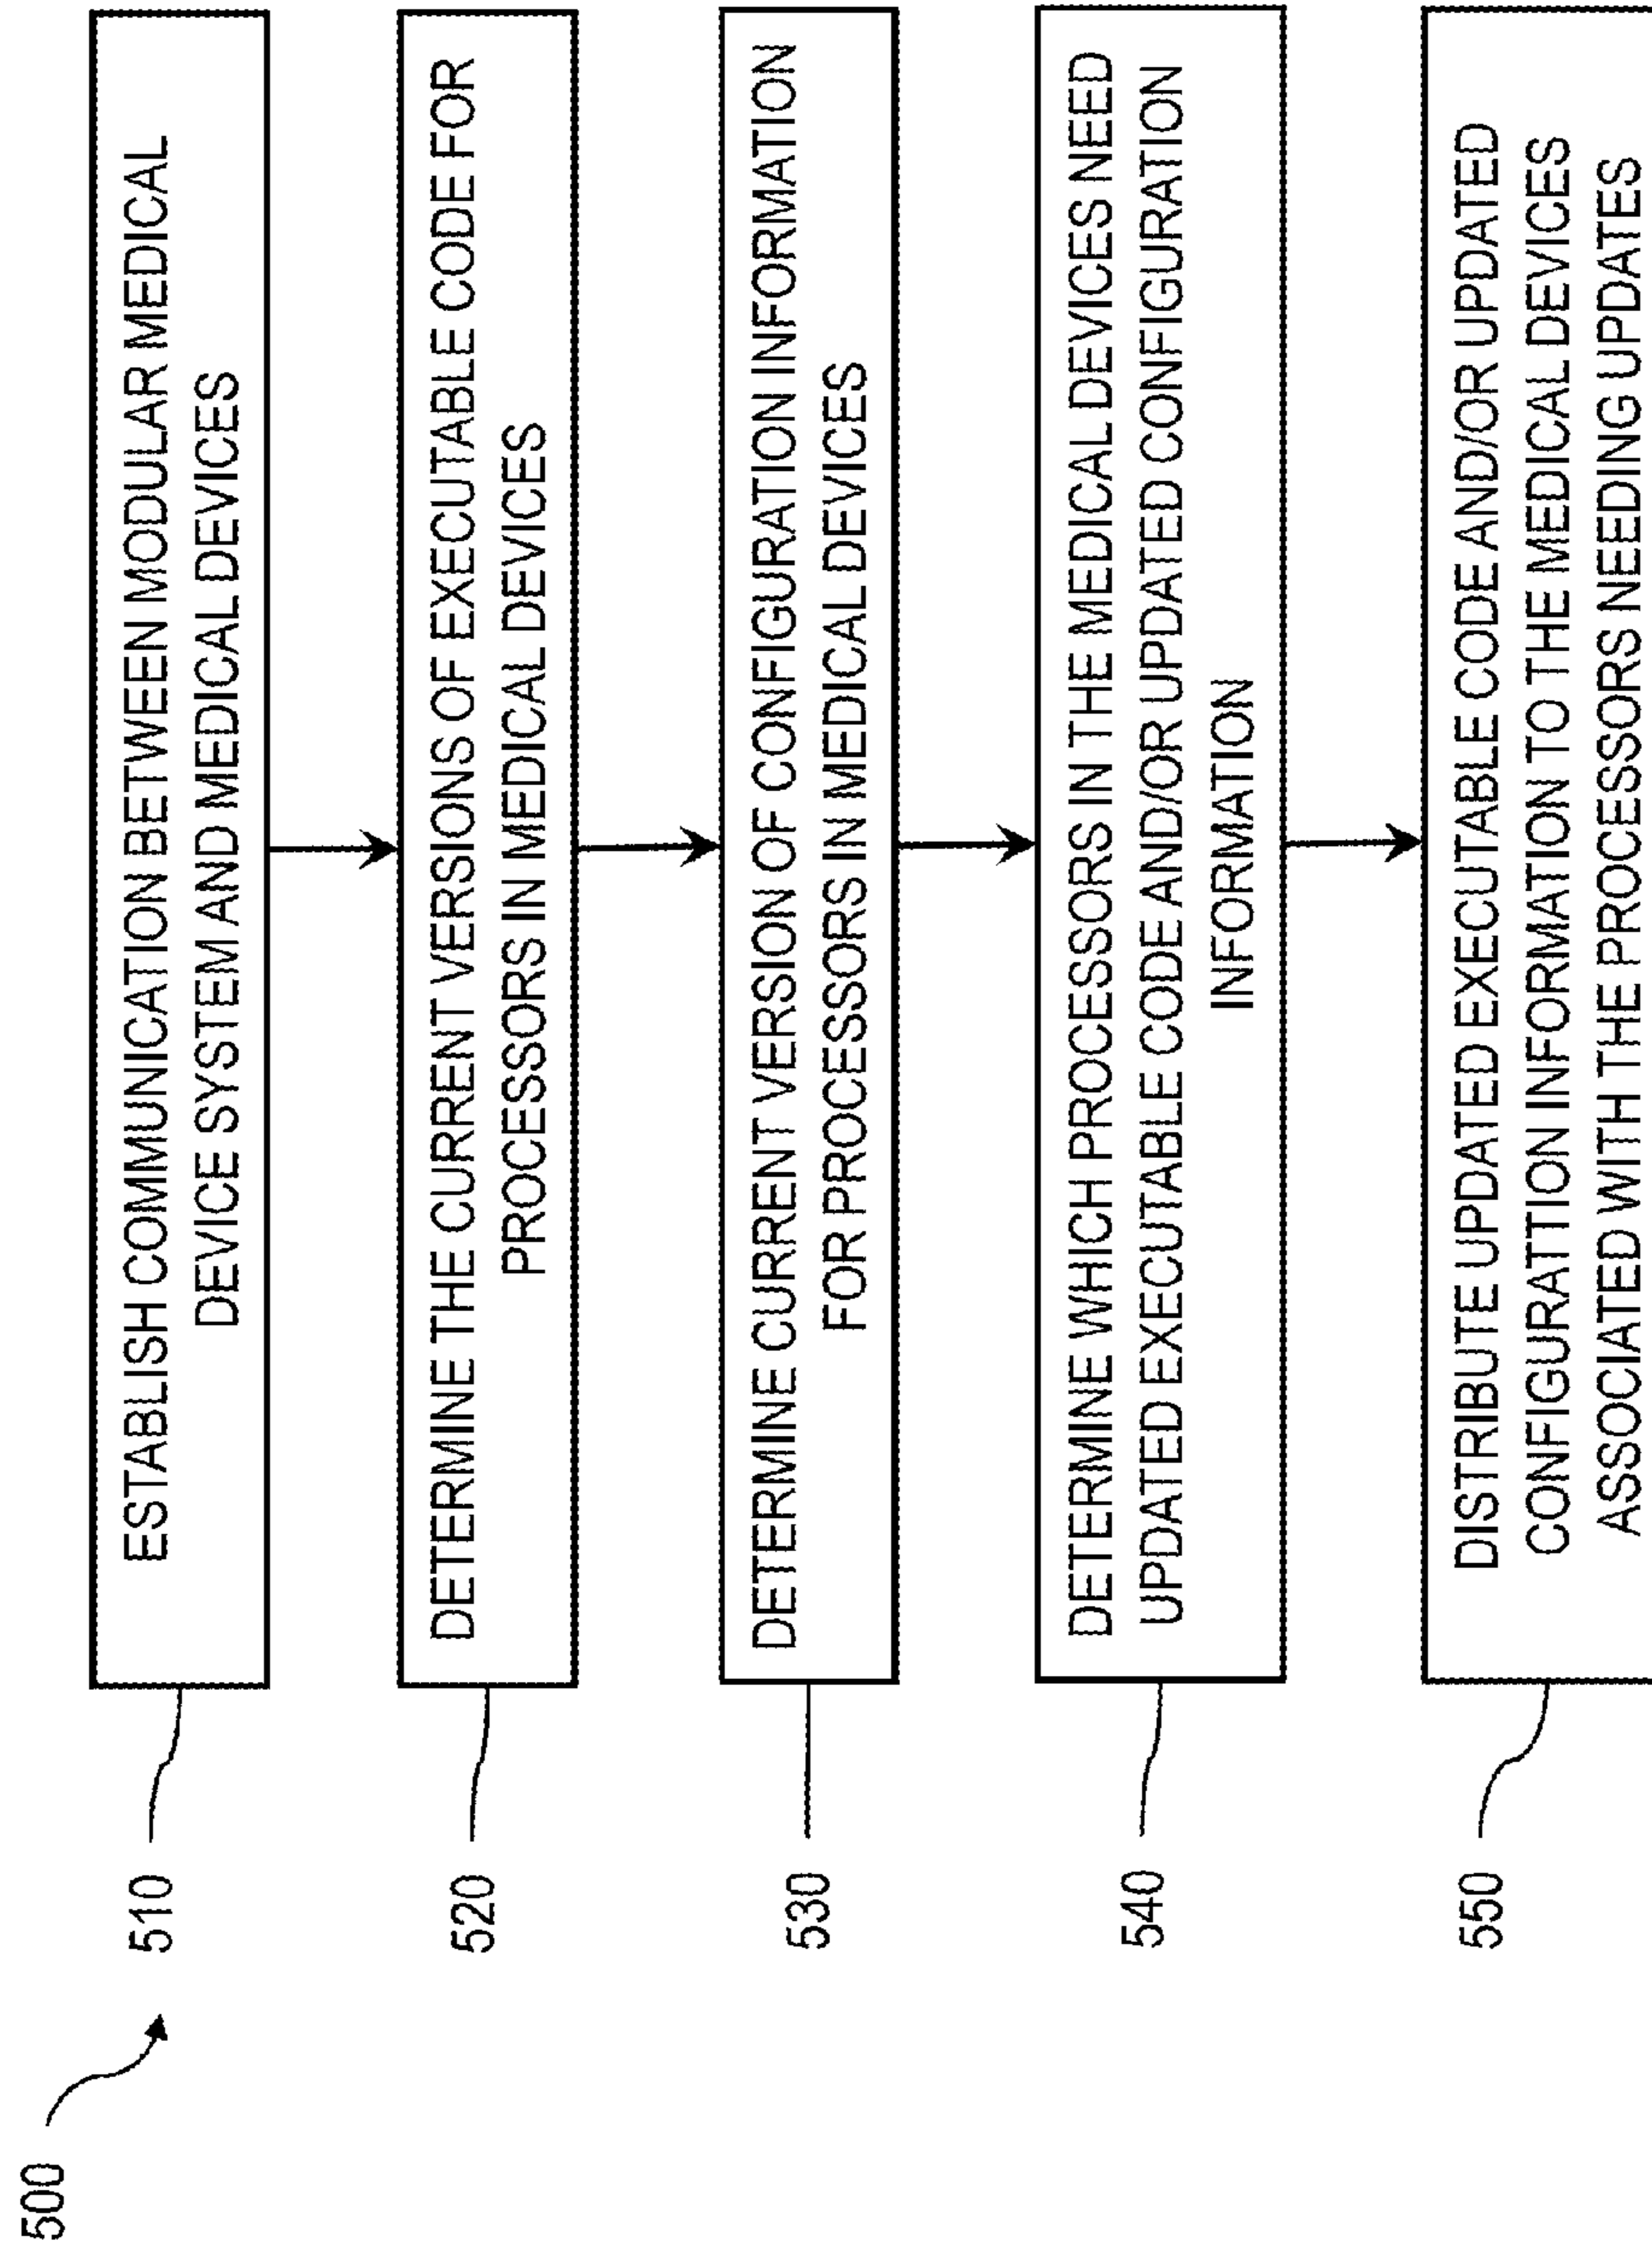 500
510
ESTABLISH COMMUNICATION BETWEEN MODULAR MEDICAL
DEVICE SYSTEM AND MEDICAL DEVICES
520
DETERMINE THE CURRENT VERSIONS OF EXECUTABLE CODE FOR
PROCESSORS IN MEDICAL DEVICES
530
DETERMINE CURRENT VERSION OF CONFIGURATION INFORMATION
FOR PROCESSORS IN MEDICAL DEVICES
540
DETERMINE WHICH PROCESSORS IN THE MEDICAL DEVICES NEED
UPDATED EXECUTABLE CODE AND/OR UPDATED CONFIGURATION
INFORMATION
550
DISTRIBUTE UPDATED EXECUTABLE CODE AND/OR UPDATED
CONFIGURATION INFORMATION TO THE MEDICAL DEVICES
ASSOCIATED WITH THE PROCESSORS NEEDING UPDATES